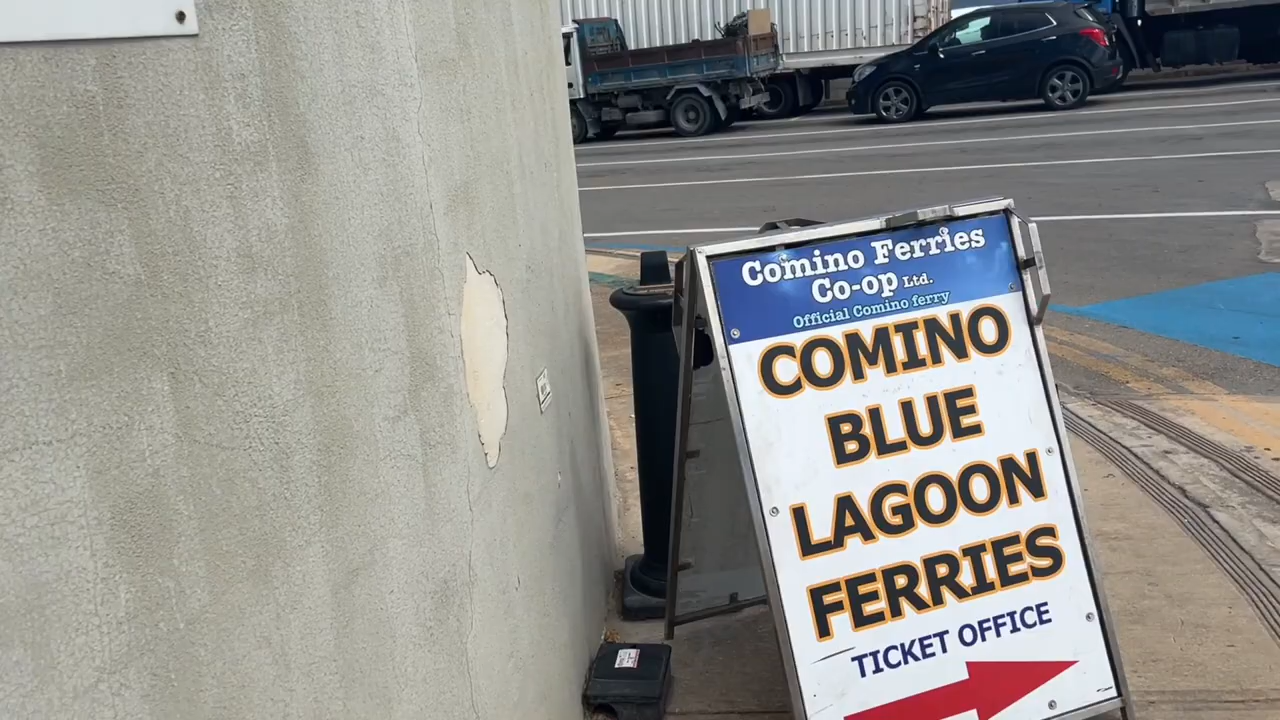 Comino Ferries
Co-op Ltd.
Official Comino ferry
COMINO
BLUE
LAGOON
FERRIES
TICKET OFFICE